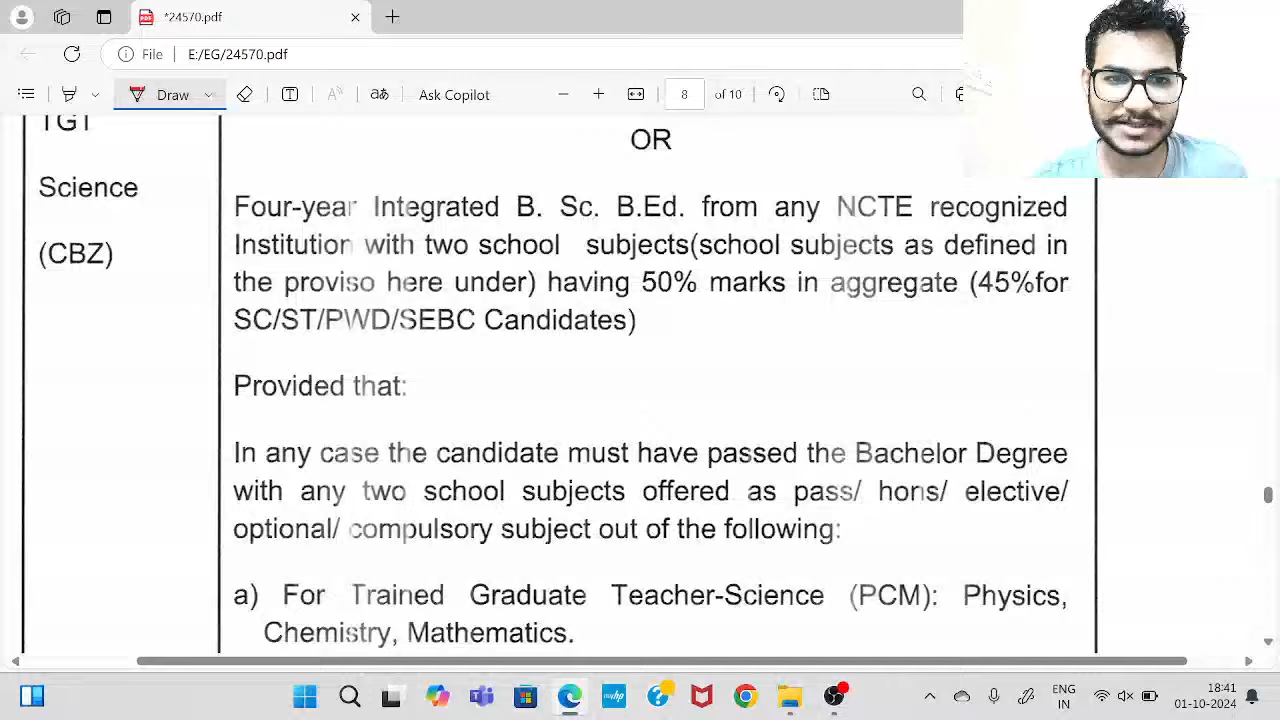 *24570.pdf
File E:/EG/24570.pdf
Draw Ask Copilot 8 of 10
TGT
OR
Science
(CBZ)
Four-year Integrated B. Sc. B.Ed. from any NCTE recognized
Institution with two school subjects(school subjects as defined in
the proviso here under) having 50% marks in aggregate (45%for
SC/ST/PWD/SEBC Candidates)
Provided that:
In any case the candidate must have passed the Bachelor Degree
with any two school subjects offered as pass/ hons/ elective/
optional/ compulsory subject out of the following:
a) For Trained Graduate Teacher-Science (PCM): Physics,
Chemistry, Mathematics.
ENG 18:41
IN 01-10-2024